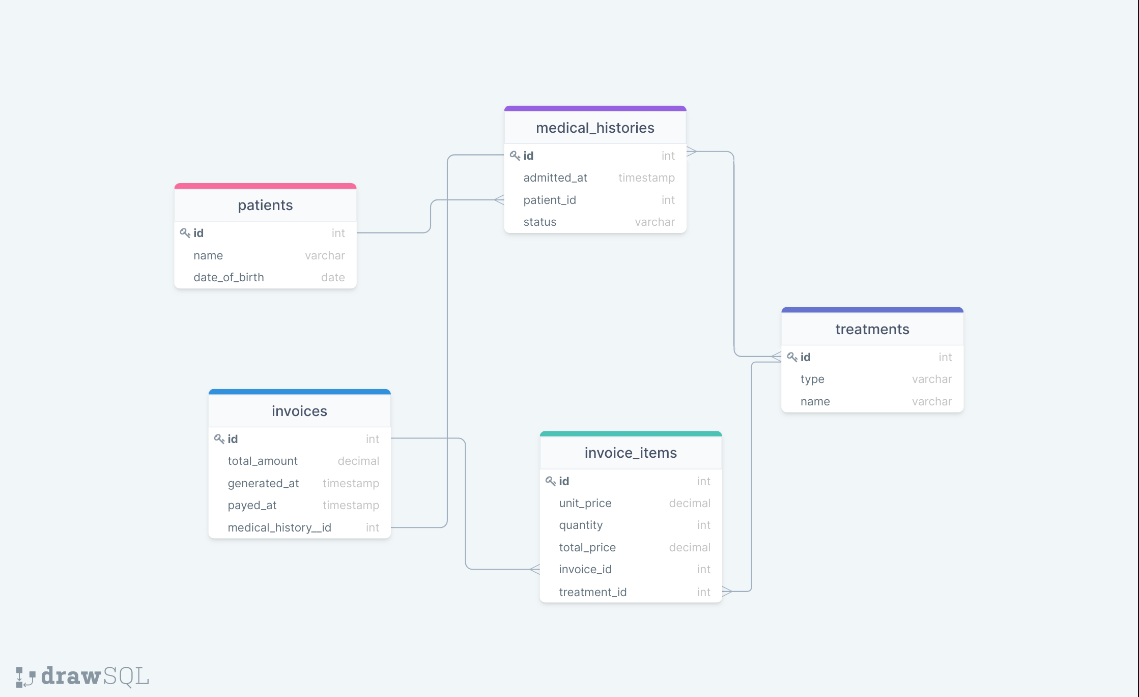 medical_histories
id int
admitted_at timestamp
patient_id int
status varchar
patients
id int
name varchar
date_of_birth date
treatments
id int
type varchar
name varchar
invoices
id int
total_amount decimal
generated_at timestamp
payed_at timestamp
medical_history__id int
invoice_items
id int
unit_price decimal
quantity int
total_price decimal
invoice_id int
treatment_id int
drawSQL